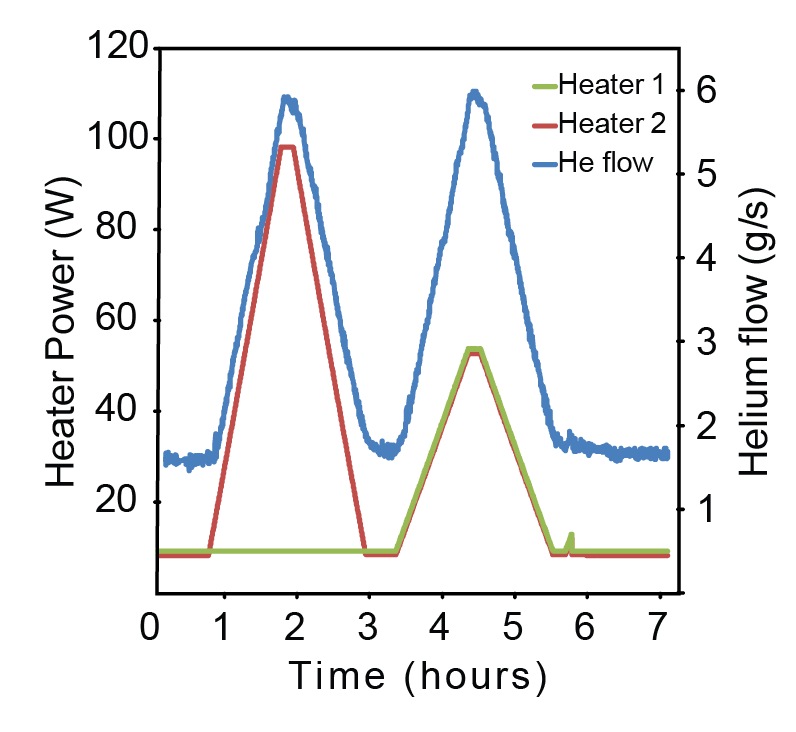 120
100
80
60
40
20
Heater Power (W)
Heater 1
Heater 2
He flow
6
5
4
3
2
1
Helium flow (g/s)
0 1 2 3 4 5 6 7
Time (hours)